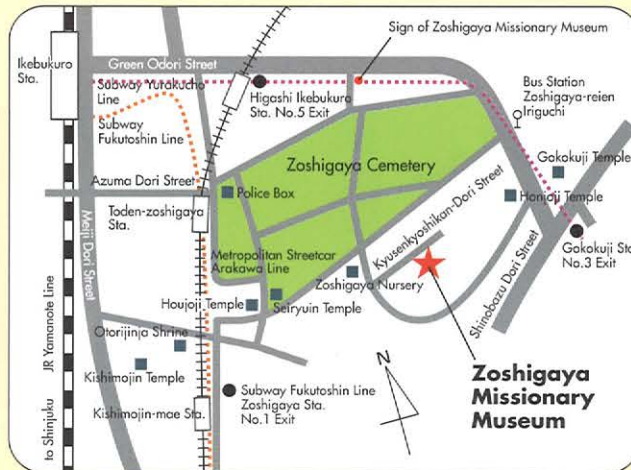 Sign of Zoshigaya Missionary Museum
Ikebukuro
Sta.
Green Odori Street
Subway Yurakucho
Line
Higashi Ikebukuro
Sta. No.5 Exit
Bus Station
Zoshigaya-reien
Iriguchi
Subway
Fukutoshin Line
Zoshigaya Cemetery
Gokokuji Temple
Azuma Dori Street
Police Box
Honjoji Temple
Toden-zoshigaya
Sta.
Kyusenkyoshikan-Dori Street
Meiji Dori Street
Metropolitan Streetcar
Arakawa Line
Zoshigaya Nursery
Gokokuji Sta.
No.3 Exit
Shinobazu Dori Street
Houjoji Temple
Seiryuin Temple
JR Yamanote Line
Otorijinja Shrine
Kishimojin Temple
N
Zoshigaya
Missionary
Museum
Subway Fukutoshin Line
Zoshigaya Sta.
No.1 Exit
Kishimojin-mae Sta.
to Shinjuku